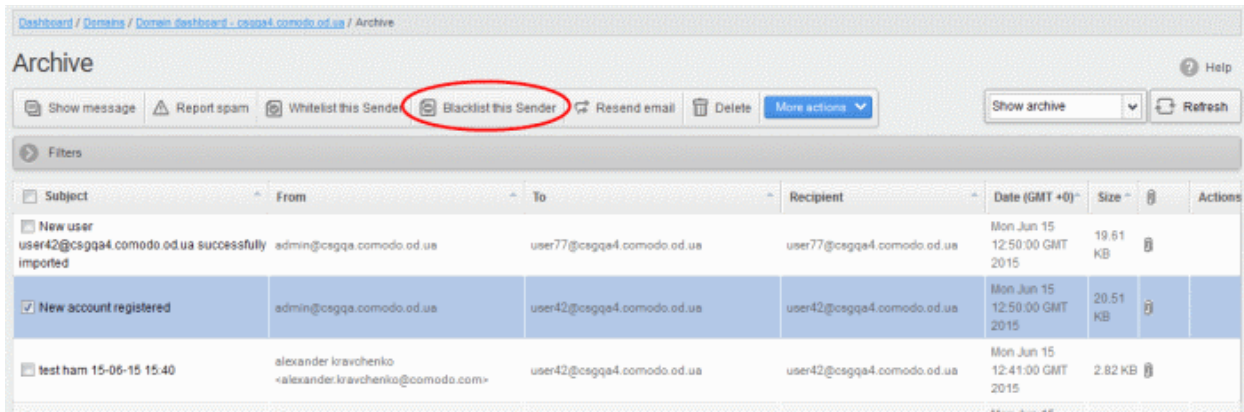 Dashboard / Domains / Domain dashboard - csgqa4.comodo.od.ua / Archive
Archive
Help
Show message Report spam Whitelist this Sender Blacklist this Sender Resend email Delete More actions Show archive Refresh
Filters
Subject From To Recipient Date (GMT +0) Size Actions
New user
user42@csgqa4.comodo.od.ua successfully
imported
admin@csgqa.comodo.od.ua
user77@csgqa4.comodo.od.ua
user77@csgqa4.comodo.od.ua
Mon Jun 15
12:50:00 GMT
2015
19.61
KB
New account registered
admin@csgqa.comodo.od.ua
user42@csgqa4.comodo.od.ua
user42@csgqa4.comodo.od.ua
Mon Jun 15
12:50:00 GMT
2015
20.51
KB
test ham 15-06-15 15:40
alexander kravchenko
<alexander.kravchenko@comodo.com>
user42@csgqa4.comodo.od.ua
user42@csgqa4.comodo.od.ua
Mon Jun 15
12:41:00 GMT
2015
2.82 KB